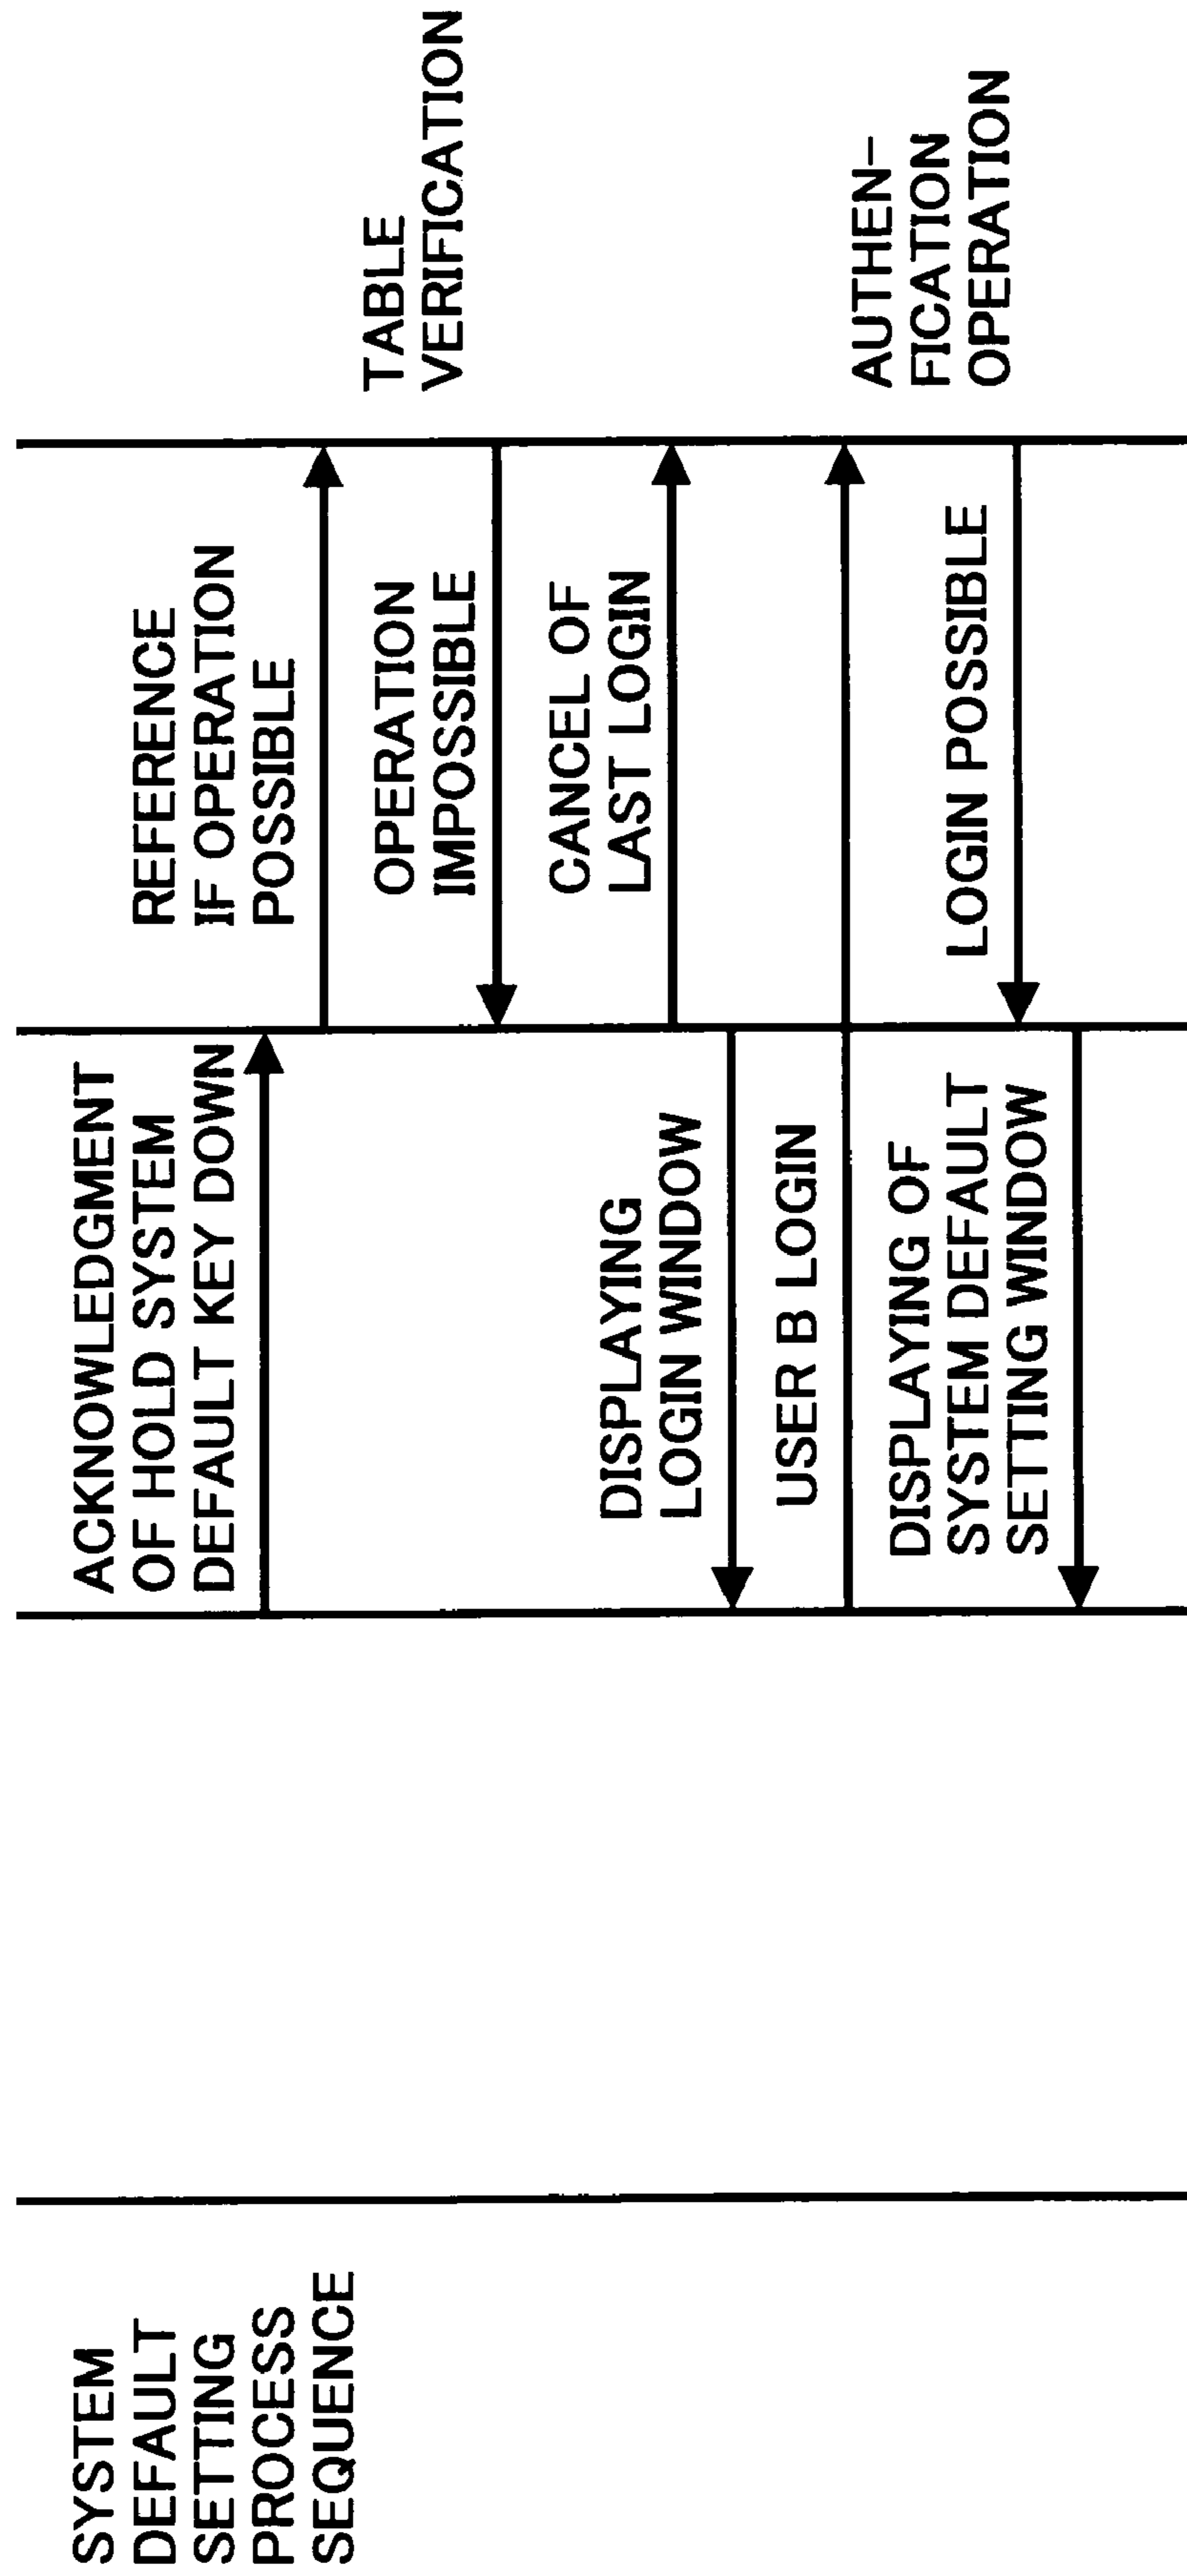 SYSTEM
DEFAULT
SETTING
PROCESS
SEQUENCE
ACKNOWLEDGMENT
OF HOLD SYSTEM
DEFAULT KEY DOWN
REFERENCE
IF OPERATION
POSSIBLE
TABLE
VERIFICATION
OPERATION
IMPOSSIBLE
CANCEL OF
LAST LOGIN
DISPLAYING
LOGIN WINDOW
USER B LOGIN
AUTHEN-
FICATION
OPERATION
LOGIN POSSIBLE
DISPLAYING OF
SYSTEM DEFAULT
SETTING WINDOW